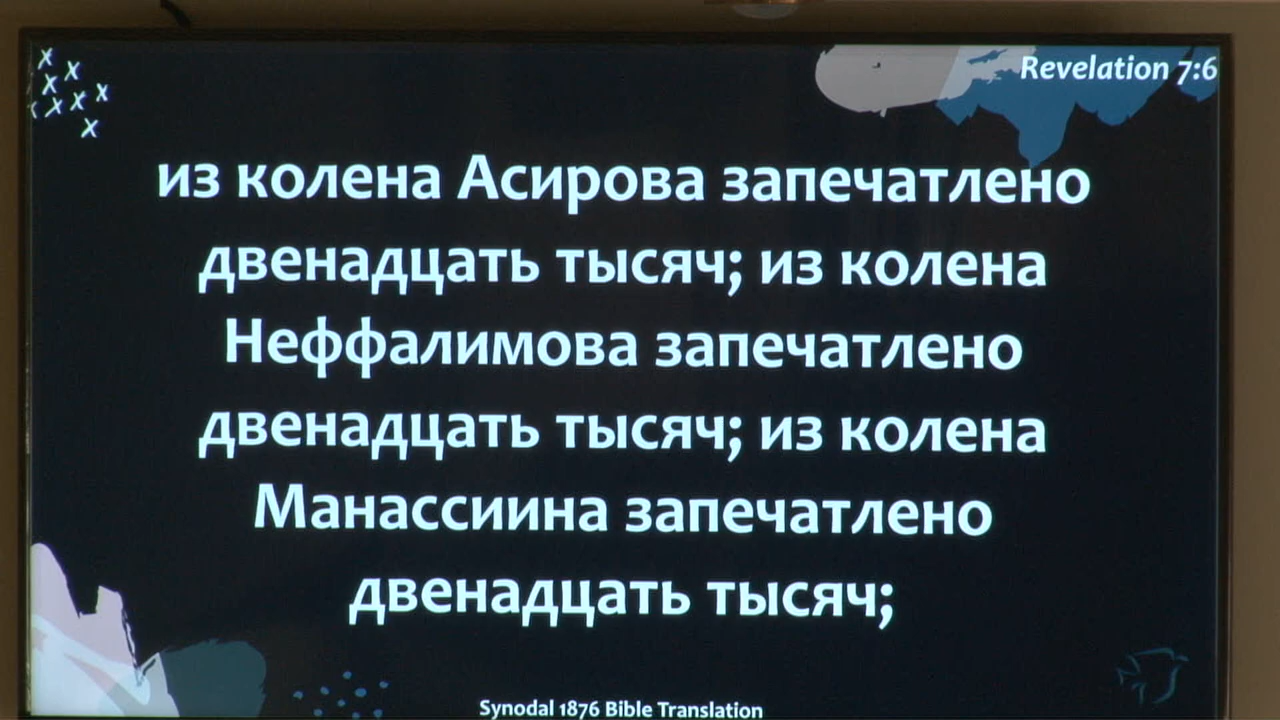 Revelation 7:6
из колена Асирова запечатлено
двенадцать тысяч; из колена
Неффалимова запечатлено
двенадцать тысяч; из колена
Манассиина запечатлено
двенадцать тысяч;
Synodal 1876 Bible Translation